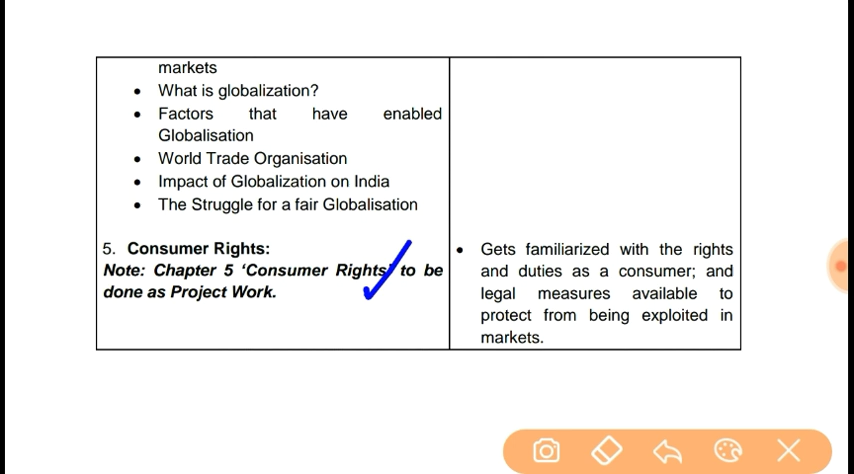 markets
• What is globalization?
• Factors that have enabled
Globalisation
• World Trade Organisation
• Impact of Globalization on India
• The Struggle for a fair Globalisation
5. Consumer Rights:
Note: Chapter 5 ‘Consumer Rights’ to be
done as Project Work.
• Gets familiarized with the rights
and duties as a consumer; and
legal measures available to
protect from being exploited in
markets.